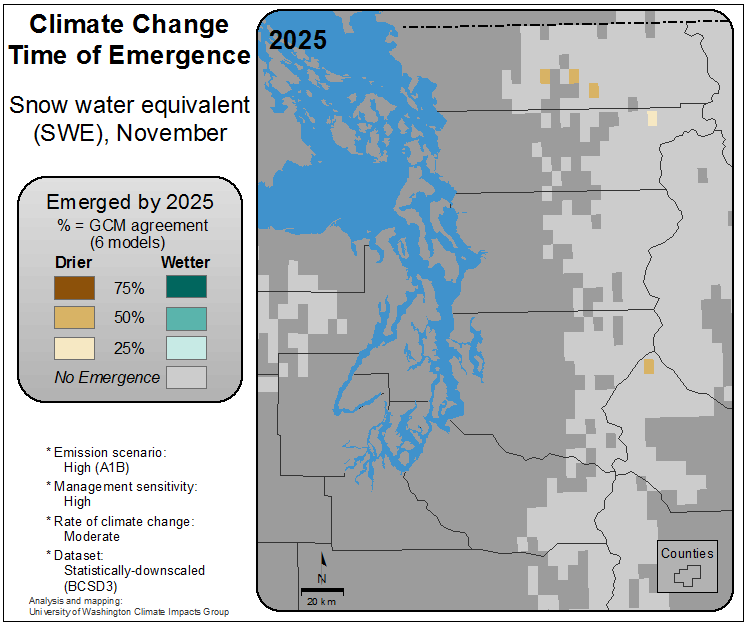 Climate Change
Time of Emergence
Snow water equivalent
(SWE), November
Emerged by 2025
% = GCM agreement
(6 models)
Drier Wetter
75%
50%
25%
No Emergence
* Emission scenario:
High (A1B)
* Management sensitivity:
High
* Rate of climate change:
Moderate
* Dataset:
Statistically-downscaled
(BCSD3)
Analysis and mapping:
University of Washington Climate Impacts Group
2025
N
20 km
Counties